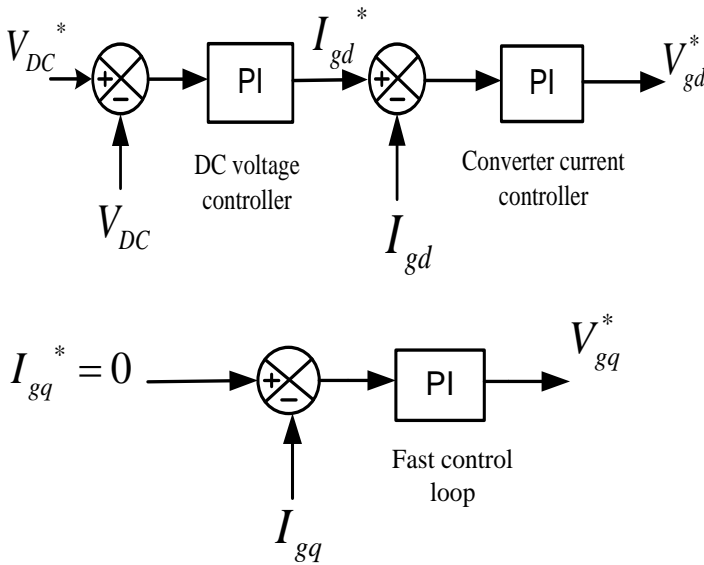 V_DC^*
+
−
PI
I_gd^*
+
−
PI
V_gd^*
DC voltage
controller
Converter current
controller
V_DC
I_gd
I_gq^* = 0
+
−
PI
V_gq^*
Fast control
loop
I_gq